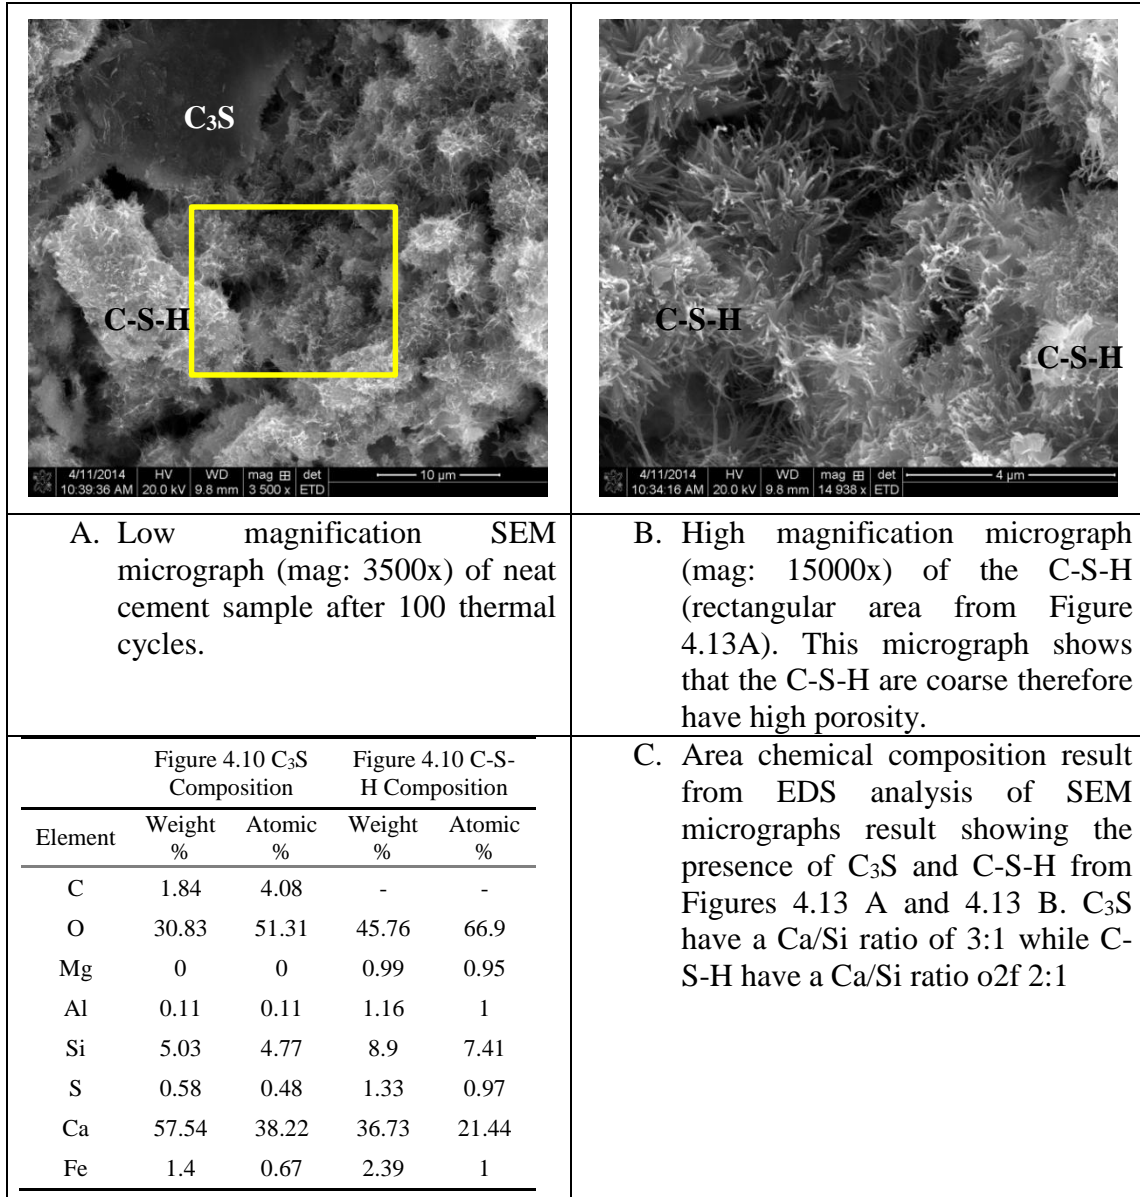 C₃S
C-S-H
4/11/2014 HV WD mag ⊞ det 10 µm
10:39:36 AM 20.0 kV 9.8 mm 3 500 x ETD
C-S-H
C-S-H
4/11/2014 HV WD mag ⊞ det 4 µm
10:34:16 AM 20.0 kV 9.8 mm 14 938 x ETD
A. Low magnification SEM
micrograph (mag: 3500x) of neat
cement sample after 100 thermal
cycles.
B. High magnification micrograph
(mag: 15000x) of the C-S-H
(rectangular area from Figure
4.13A). This micrograph shows
that the C-S-H are coarse therefore
have high porosity.
Figure 4.10 C₃S Figure 4.10 C-S-
Composition H Composition
Element Weight Atomic Weight Atomic
% % % %
C 1.84 4.08 - -
O 30.83 51.31 45.76 66.9
Mg 0 0 0.99 0.95
Al 0.11 0.11 1.16 1
Si 5.03 4.77 8.9 7.41
S 0.58 0.48 1.33 0.97
Ca 57.54 38.22 36.73 21.44
Fe 1.4 0.67 2.39 1
C. Area chemical composition result
from EDS analysis of SEM
micrographs result showing the
presence of C₃S and C-S-H from
Figures 4.13 A and 4.13 B. C₃S
have a Ca/Si ratio of 3:1 while C-
S-H have a Ca/Si ratio o2f 2:1